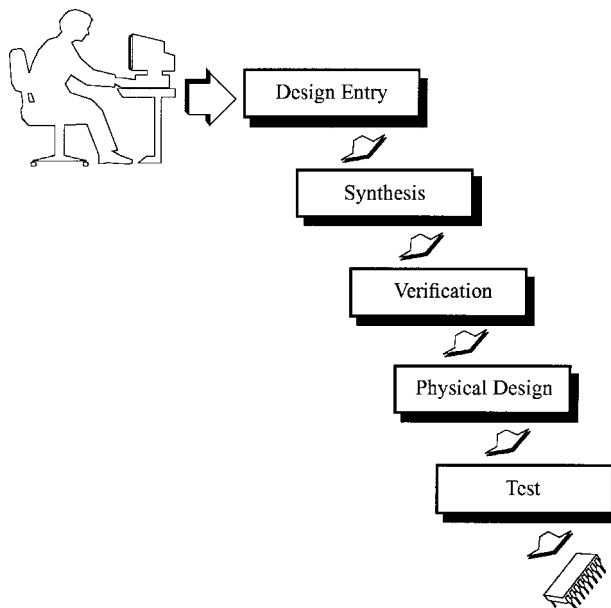 Design Entry
Synthesis
Verification
Physical Design
Test